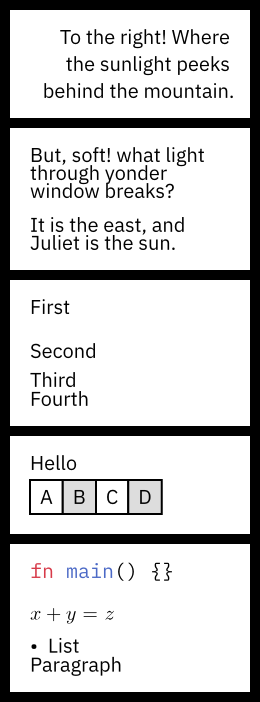 To the right! Where
the sunlight peeks
behind the mountain.
But, soft! what light
through yonder
window breaks?
It is the east, and
Juliet is the sun.
First
Second
Third
Fourth
Hello
A B C D
fn main() {}
x + y = z
• List
Paragraph